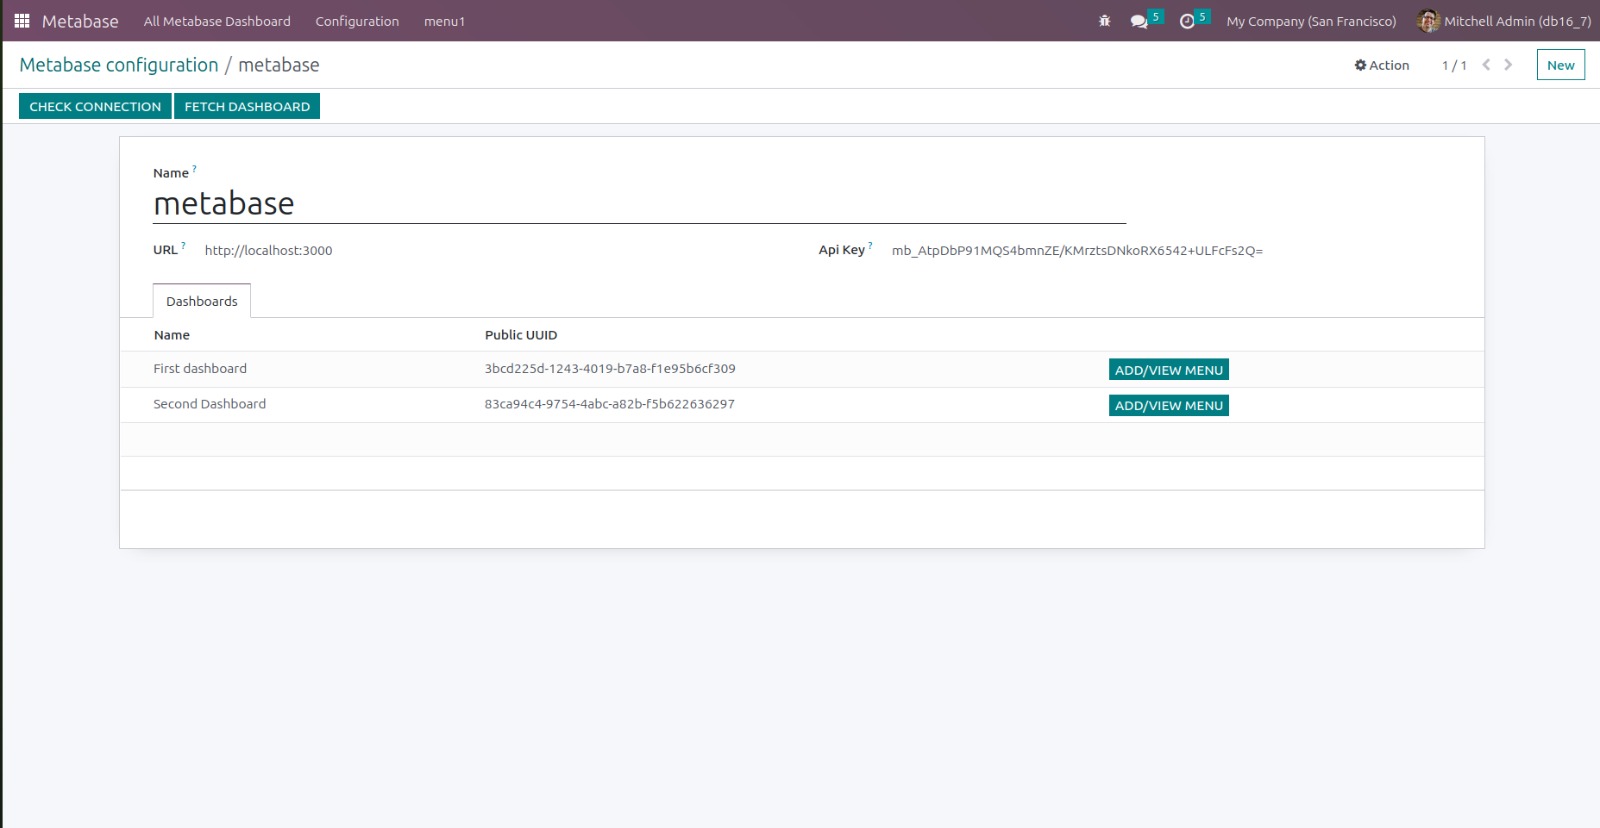 Metabase All Metabase Dashboard Configuration menu1 5 5 My Company (San Francisco) Mitchell Admin (db16_7)
Metabase configuration / metabase Action 1 / 1 New
CHECK CONNECTION FETCH DASHBOARD
Name ?
metabase
URL ? http://localhost:3000 Api Key ? mb_AtpDbP91MQS4bmnZE/KMrztsDNkoRX6542+ULFcFs2Q=
Dashboards
Name Public UUID
First dashboard 3bcd225d-1243-4019-b7a8-f1e95b6cf309 ADD/VIEW MENU
Second Dashboard 83ca94c4-9754-4abc-a82b-f5b622636297 ADD/VIEW MENU